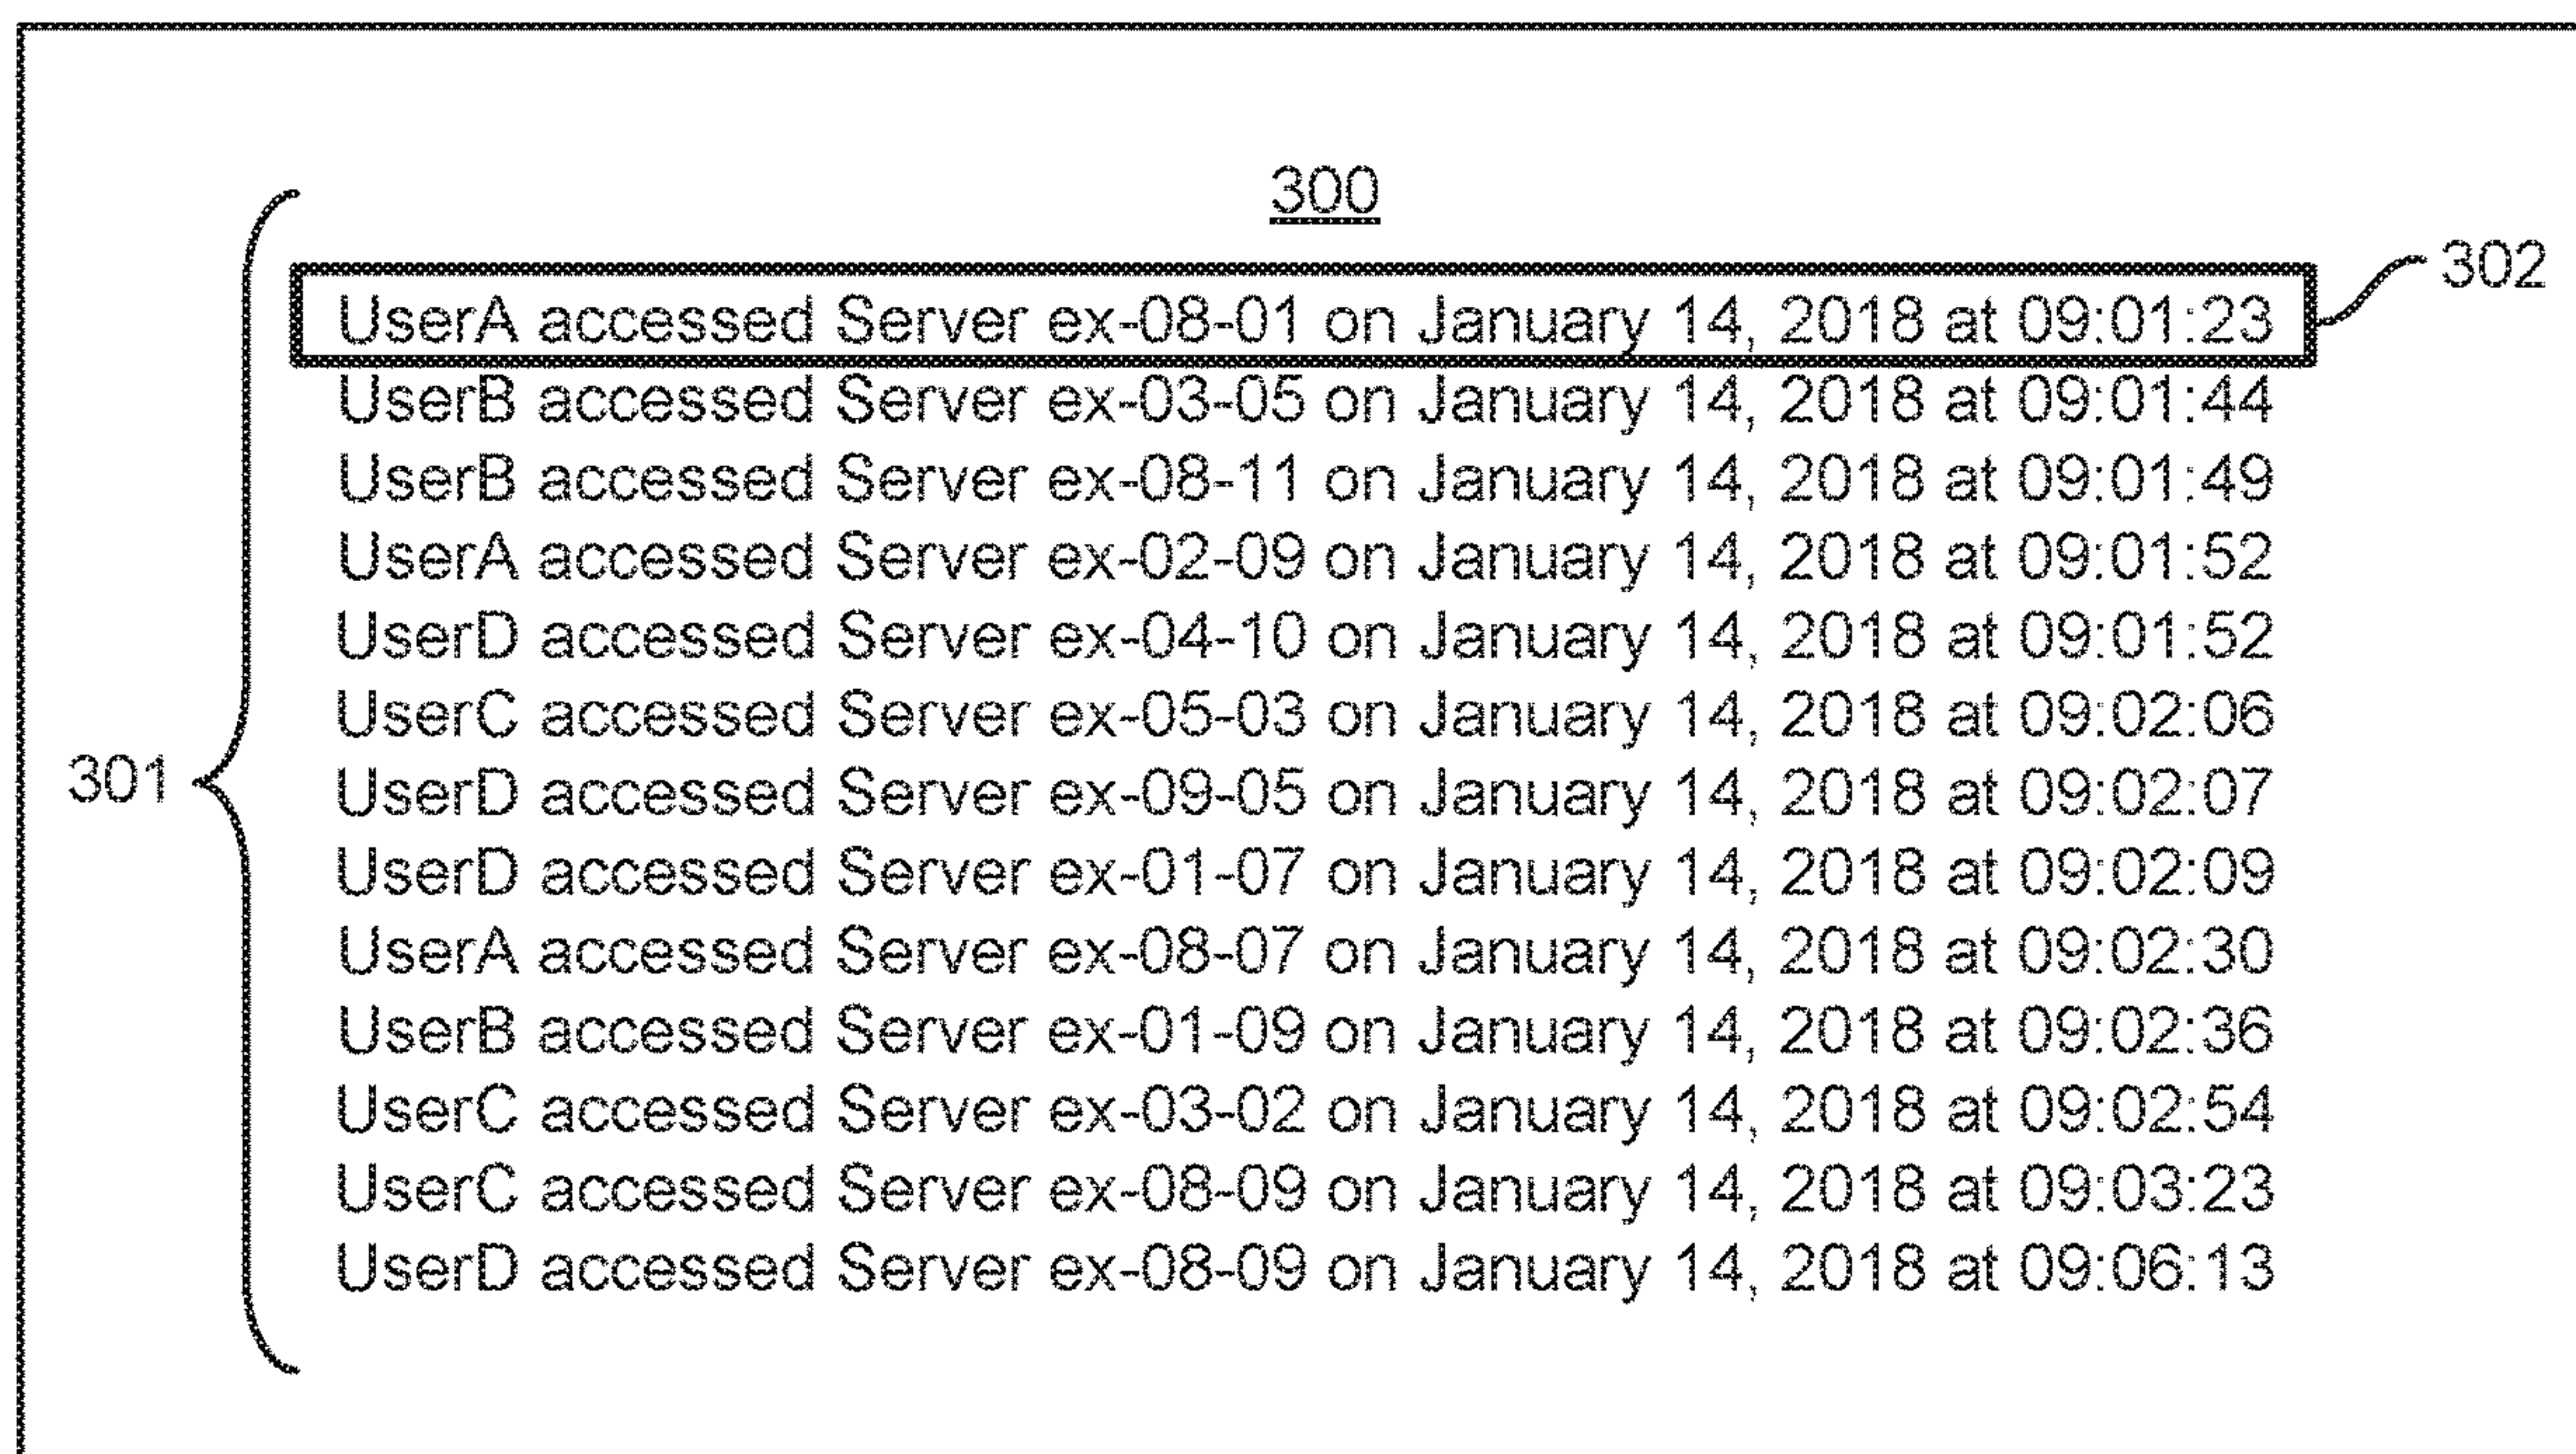 300
302
UserA accessed Server ex-08-01 on January 14, 2018 at 09:01:23
UserB accessed Server ex-03-05 on January 14, 2018 at 09:01:44
UserB accessed Server ex-08-11 on January 14, 2018 at 09:01:49
UserA accessed Server ex-02-09 on January 14, 2018 at 09:01:52
UserD accessed Server ex-04-10 on January 14, 2018 at 09:01:52
UserC accessed Server ex-05-03 on January 14, 2018 at 09:02:06
301
UserD accessed Server ex-09-05 on January 14, 2018 at 09:02:07
UserD accessed Server ex-01-07 on January 14, 2018 at 09:02:09
UserA accessed Server ex-08-07 on January 14, 2018 at 09:02:30
UserB accessed Server ex-01-09 on January 14, 2018 at 09:02:36
UserC accessed Server ex-03-02 on January 14, 2018 at 09:02:54
UserC accessed Server ex-08-09 on January 14, 2018 at 09:03:23
UserD accessed Server ex-08-09 on January 14, 2018 at 09:06:13